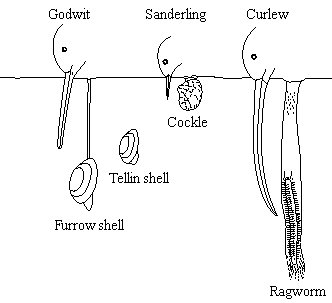 Godwit Sanderling Curlew
Cockle
Tellin shell
Furrow shell
Ragworm